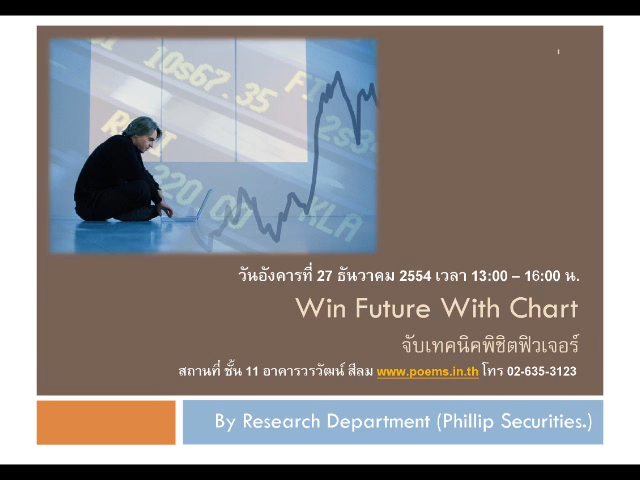 10s67.35
วันอังคารที่ 27 ธันวาคม 2554 เวลา 13:00 – 16:00 น.
Win Future With Chart
จับเทคนิคพิชิตฟิวเจอร์
สถานที่ ชั้น 11 อาคารวรวัฒน์ สีลม www.poems.in.th โทร 02-635-3123
By Research Department (Phillip Securities.)